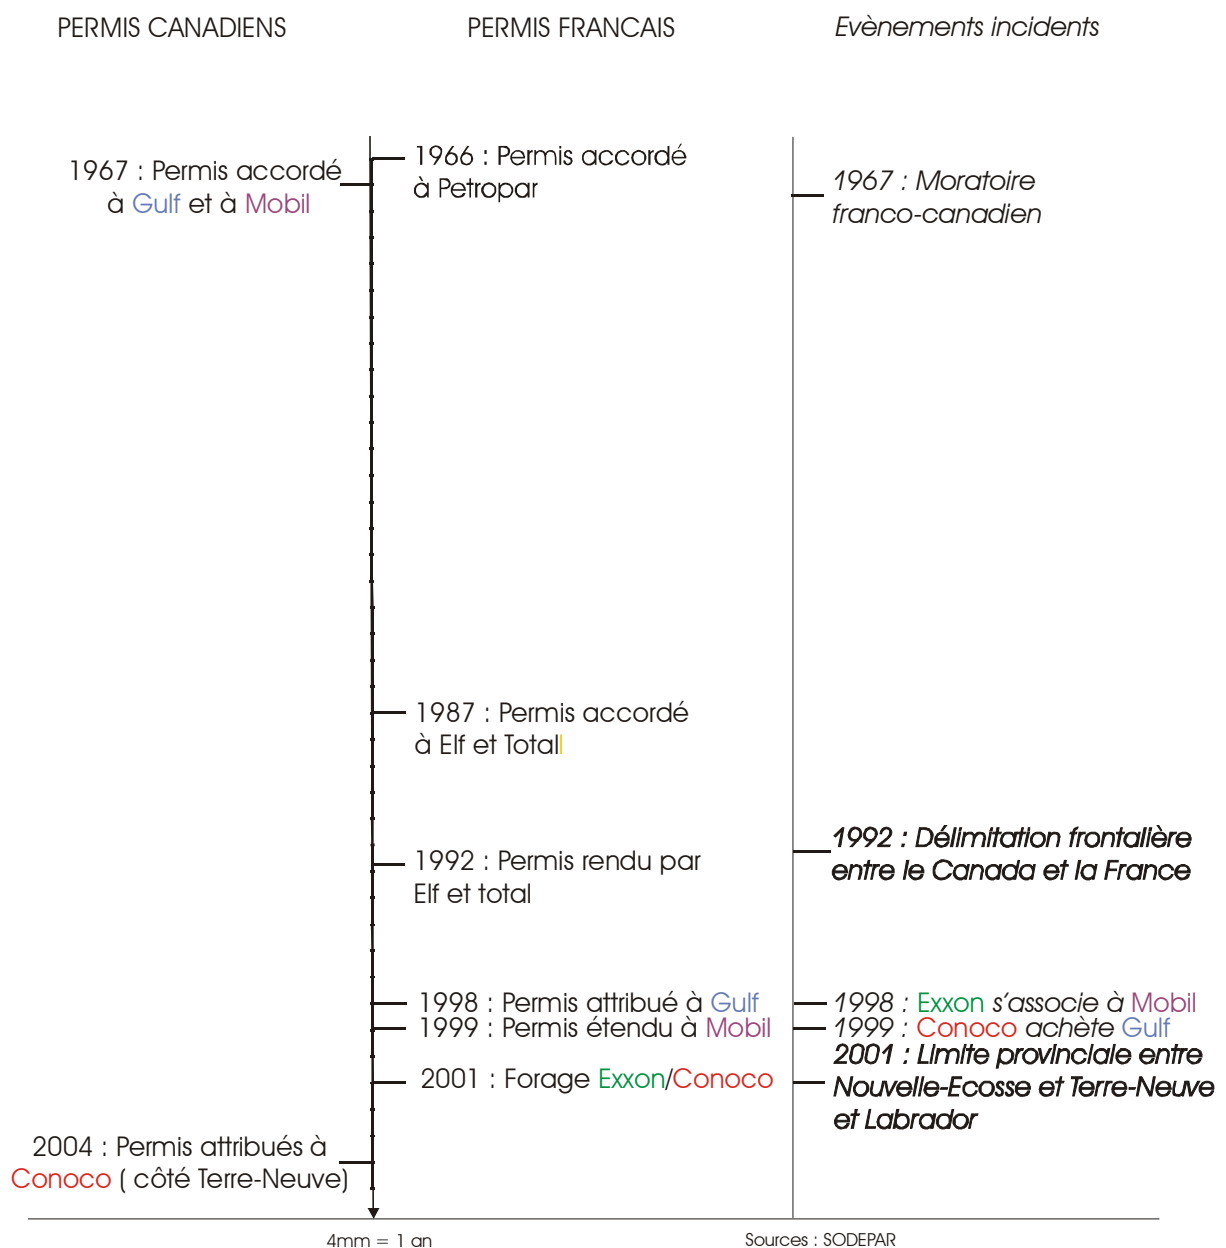 PERMIS CANADIENS
PERMIS FRANCAIS
Evènements incidents
1967 : Permis accordé
à Gulf et à Mobil
1966 : Permis accordé
à Petropar
1967 : Moratoire
franco-canadien
1987 : Permis accordé
à Elf et Total
1992 : Permis rendu par
Elf et total
1992 : Délimitation frontalière
entre le Canada et la France
1998 : Permis attribué à Gulf
1998 : Exxon s'associe à Mobil
1999 : Permis étendu à Mobil
1999 : Conoco achète Gulf
2001 : Forage Exxon/Conoco
2001 : Limite provinciale entre
Nouvelle-Ecosse et Terre-Neuve
et Labrador
2004 : Permis attribués à
Conoco ( côté Terre-Neuve)
4mm = 1 an
Sources : SODEPAR